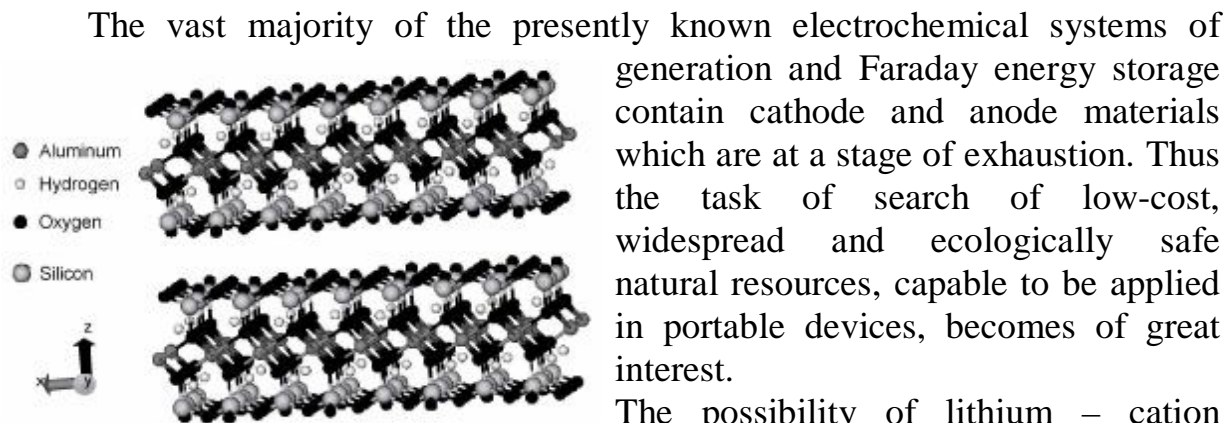 The vast majority of the presently known electrochemical systems of
generation and Faraday energy storage
contain cathode and anode materials
which are at a stage of exhaustion. Thus
the task of search of low-cost,
widespread and ecologically safe
natural resources, capable to be applied
in portable devices, becomes of great
interest.
The possibility of lithium – cation
Aluminum
Hydrogen
Oxygen
Silicon
z
x
y